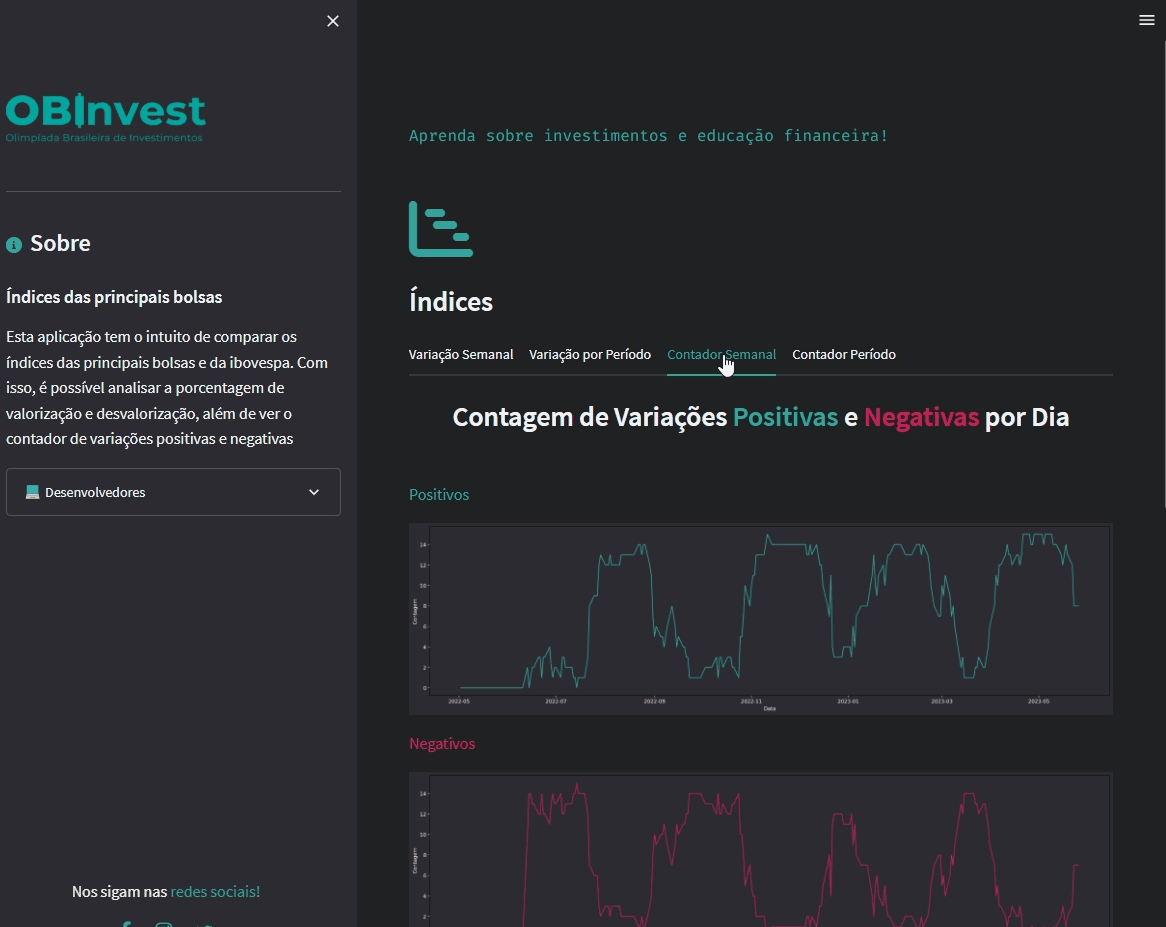 OBInvest
Olimpíada Brasileira de Investimentos
Sobre
Índices das principais bolsas
Esta aplicação tem o intuito de comparar os
índices das principais bolsas e da ibovespa. Com
isso, é possível analisar a porcentagem de
valorização e desvalorização, além de ver o
contador de variações positivas e negativas
Desenvolvedores
Nos sigam nas redes sociais!
Aprenda sobre investimentos e educação financeira!
Índices
Variação Semanal Variação por Período Contador Semanal Contador Período
Contagem de Variações Positivas e Negativas por Dia
Positivos
Contagem
14
12
10
8
6
4
2
0
2022-05 2022-07 2022-09 2022-11 2023-01 2023-03 2023-05
Data
Negativos
Contagem
14
12
10
8
6
4
2